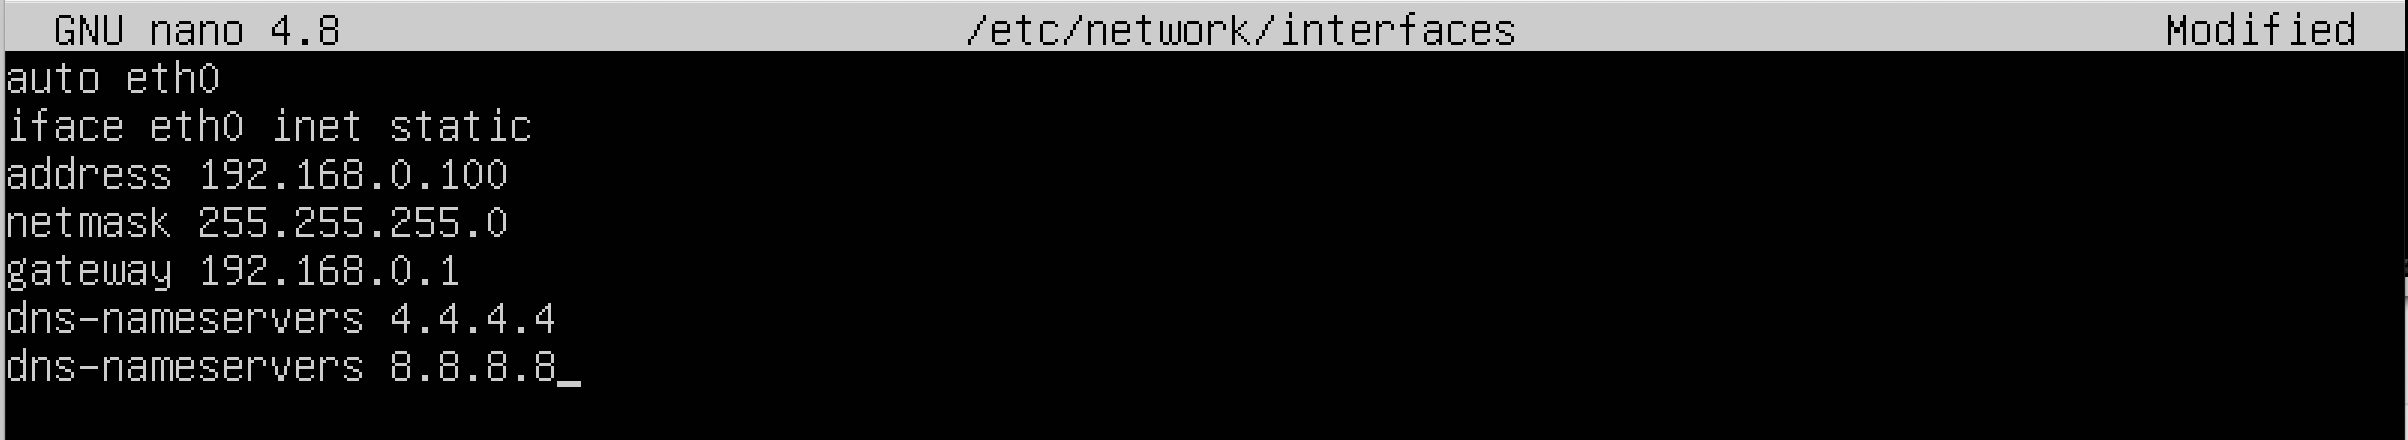 GNU nano 4.8 /etc/network/interfaces Modified
auto eth0
iface eth0 inet static
address 192.168.0.100
netmask 255.255.255.0
gateway 192.168.0.1
dns-nameservers 4.4.4.4
dns-nameservers 8.8.8.8